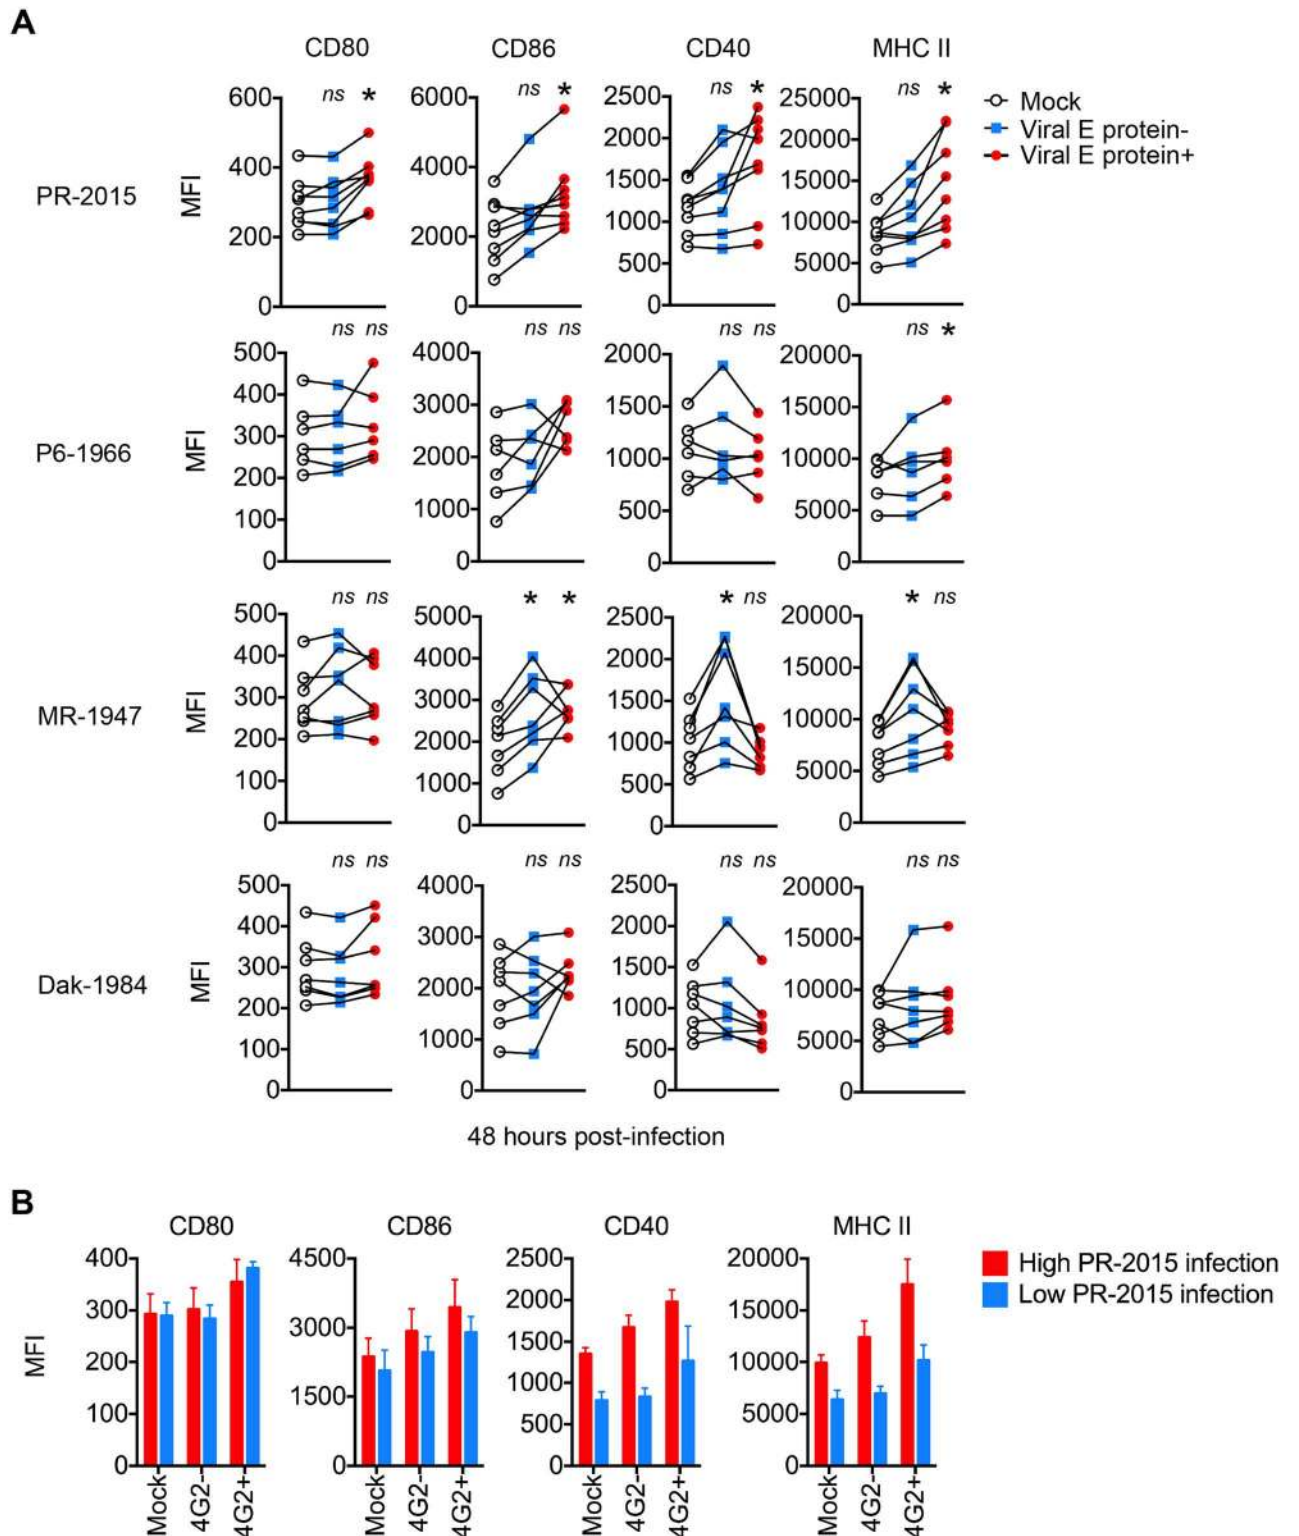 A
CD80 CD86 CD40 MHC II
ns * ns * ns * ns *
Mock
Viral E protein-
Viral E protein+
PR-2015
MFI
600 400 200 0
6000 4000 2000 0
2500 2000 1500 1000 500 0
25000 20000 15000 10000 5000 0
ns ns ns ns ns ns ns *
P6-1966
MFI
500 400 300 200 100 0
4000 3000 2000 1000 0
2000 1500 1000 500 0
20000 15000 10000 5000 0
ns ns * * * ns * ns
MR-1947
MFI
500 400 300 200 100 0
5000 4000 3000 2000 1000 0
2500 2000 1500 1000 500 0
20000 15000 10000 5000 0
ns ns ns ns ns ns ns ns
Dak-1984
MFI
500 400 300 200 100 0
4000 3000 2000 1000 0
2500 2000 1500 1000 500 0
20000 15000 10000 5000 0
48 hours post-infection
B
CD80 CD86 CD40 MHC II
High PR-2015 infection
Low PR-2015 infection
MFI
400 300 200 100 0
4500 3000 1500 0
2500 2000 1500 1000 500 0
20000 15000 10000 5000 0
Mock 4G2- 4G2+ Mock 4G2- 4G2+ Mock 4G2- 4G2+ Mock 4G2- 4G2+